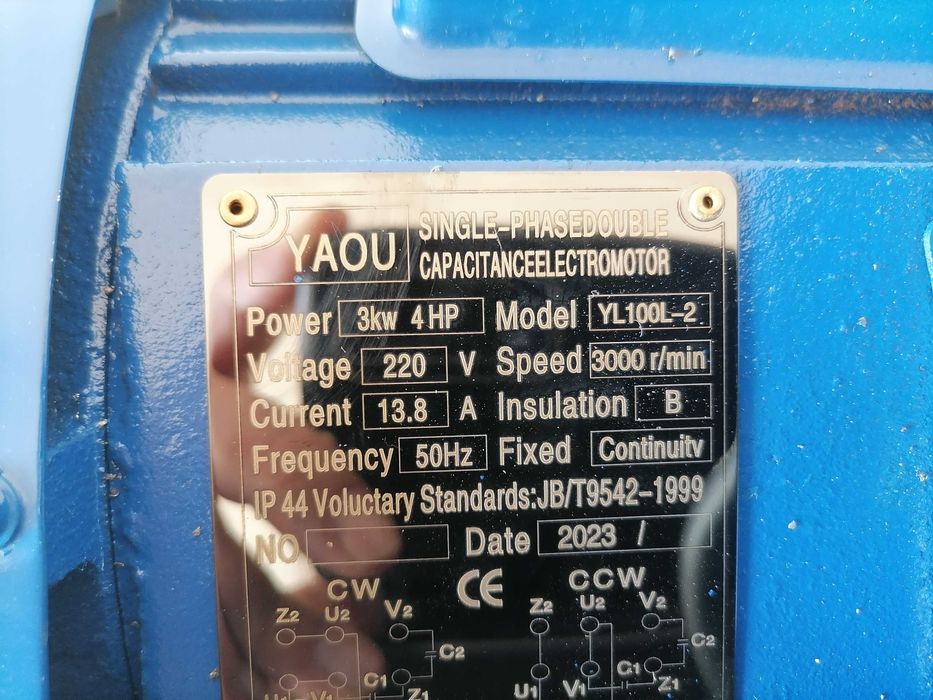 YAOU
SINGLE-PHASEDOUBLE
CAPACITANCEELECTROMOTOR
Power 3kw 4HP Model YL100L-2
Voltage 220 V Speed 3000 r/min
Current 13.8 A Insulation B
Frequency 50Hz Fixed Continuitv
IP 44 Voluctary Standards:JB/T9542-1999
NO Date 2023 /
CW CE CCW
Z2 U2 V2 Z2 U2 V2
C2 C2
U1 V1 C1 Z1 U1 V1 C1 Z1